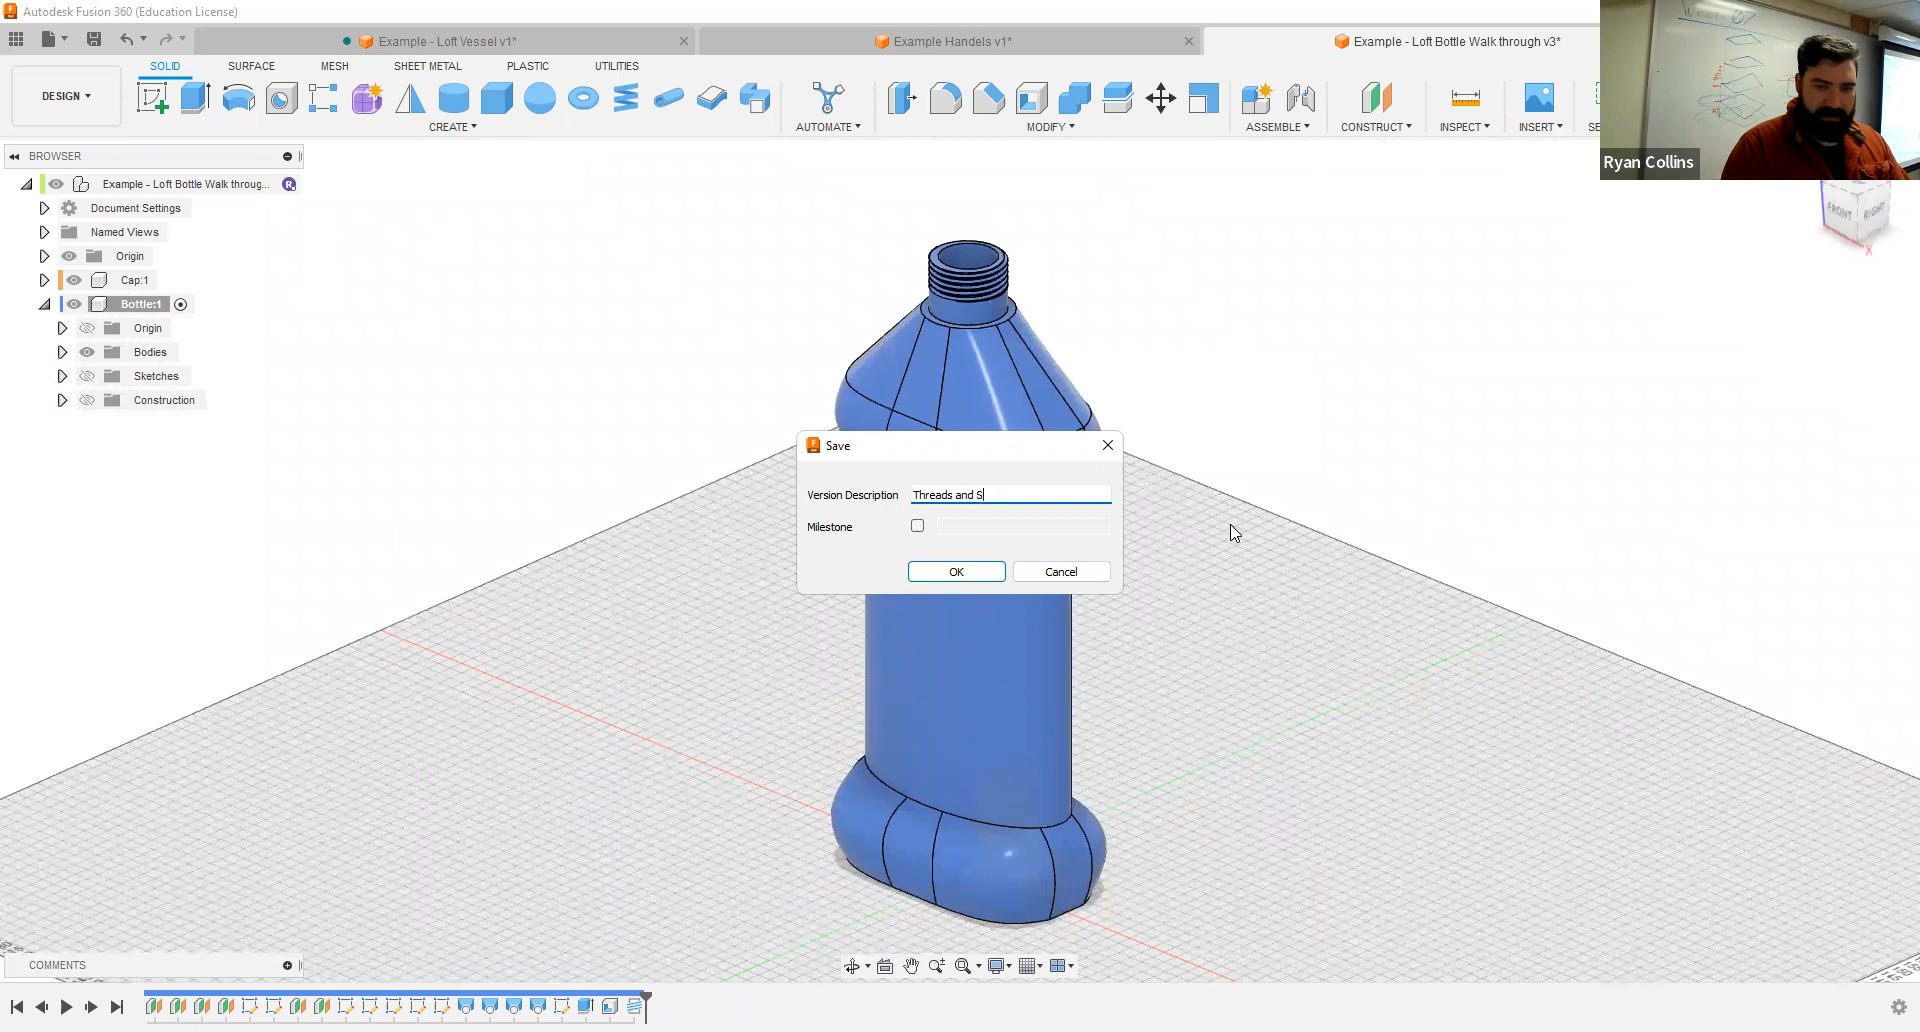 Autodesk Fusion 360 (Education License)
Example - Loft Vessel v1*
Example Handels v1*
Example - Loft Bottle Walk through v3*
SOLID
SURFACE
MESH
SHEET METAL
PLASTIC
UTILITIES
DESIGN
CREATE
AUTOMATE
MODIFY
ASSEMBLE
CONSTRUCT
INSPECT
INSERT
SE
Ryan Collins
BROWSER
Example - Loft Bottle Walk throug...
R
Document Settings
Named Views
Origin
Cap:1
Bottle:1
Origin
Bodies
Sketches
Construction
FRONT
RIGHT
X
Save
Version Description
Threads and S
Milestone
OK
Cancel
COMMENTS